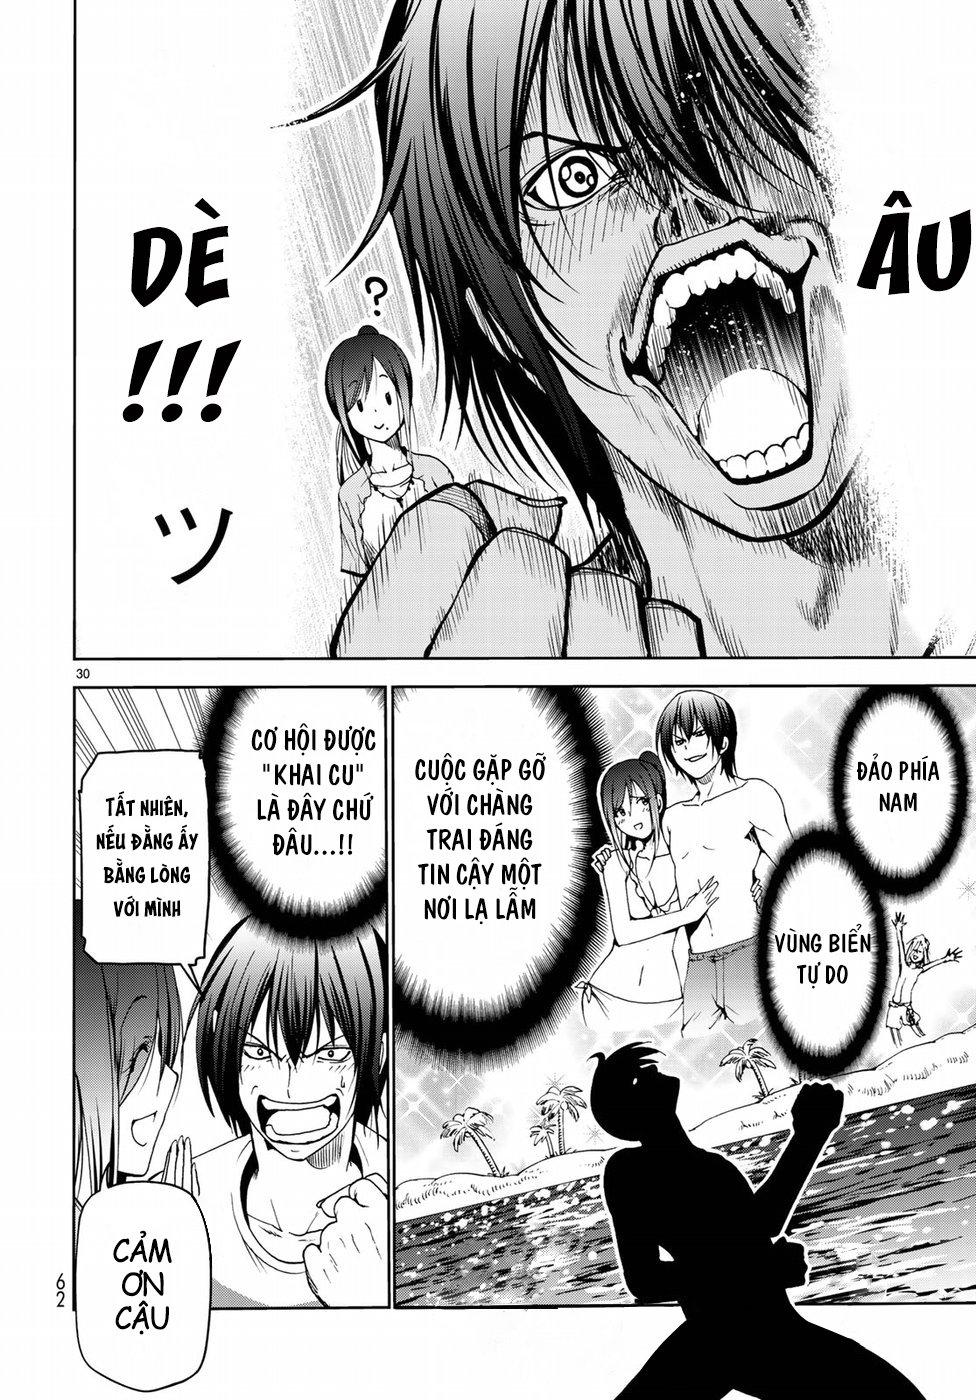 ÂU
DÈ
!!!
?
ツ
30
ĐẢO PHÍA
NAM
VÙNG BIỂN
TỰ DO
CUỘC GẶP GỠ
VỚI CHÀNG
TRAI ĐÁNG
TIN CẬY MỘT
NƠI LẠ LẪM
CƠ HỘI ĐƯỢC
"KHAI CU"
LÀ ĐÂY CHỨ
ĐÂU...!!
TẤT NHIÊN,
NẾU ĐẰNG ẤY
BẰNG LÒNG
VỚI MÌNH
CẢM
ƠN
CẬU
62